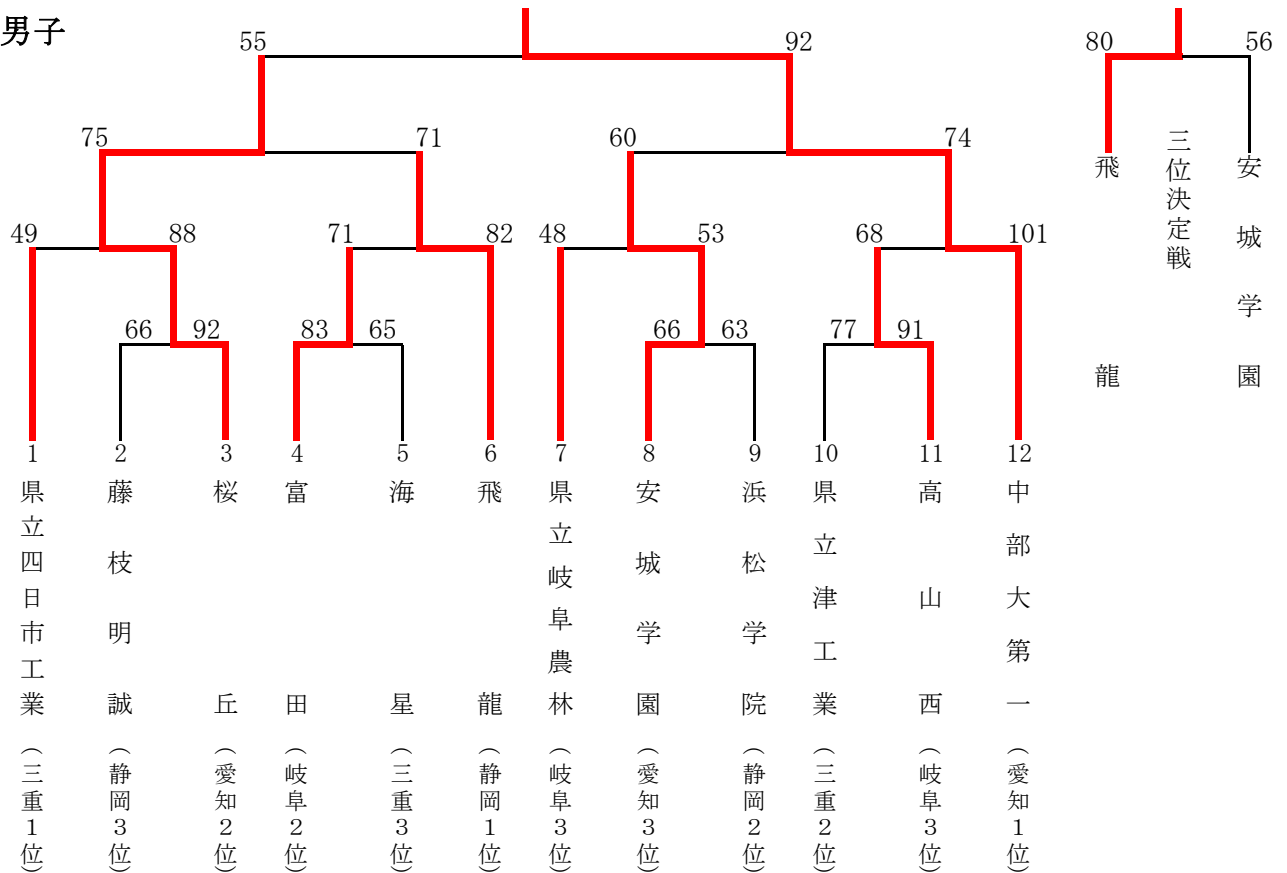 男子
55 92
80 56
75 71 60 74
49 88 71 82 48 53 68 101
66 92 83 65 66 63 77 91
三位決定戦
飛龍
安城学園
1 県立四日市工業（三重１位）
2 藤枝明誠（静岡３位）
3 桜丘（愛知２位）
4 富田（岐阜２位）
5 海星（三重３位）
6 飛龍（静岡１位）
7 県立岐阜農林（岐阜３位）
8 安城学園（愛知３位）
9 浜松学院（静岡２位）
10 県立津工業（三重２位）
11 高山西（岐阜３位）
12 中部大第一（愛知１位）